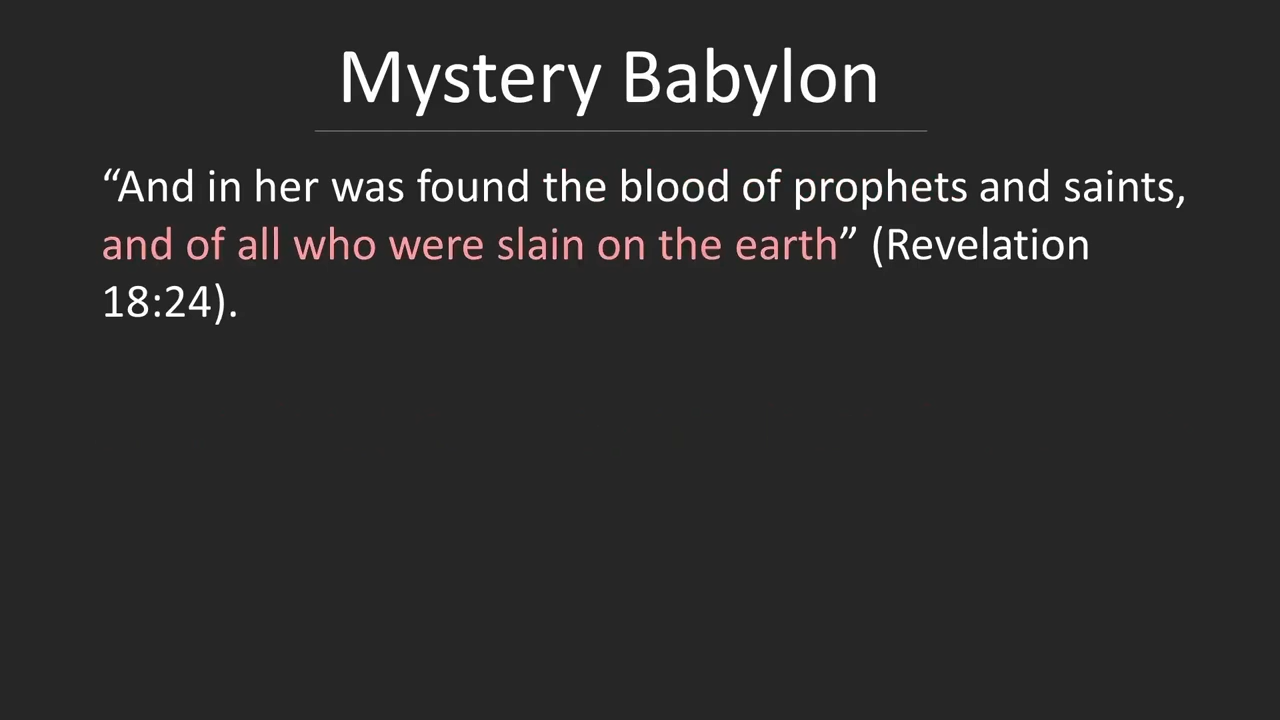 Mystery Babylon
“And in her was found the blood of prophets and saints,
and of all who were slain on the earth” (Revelation
18:24).